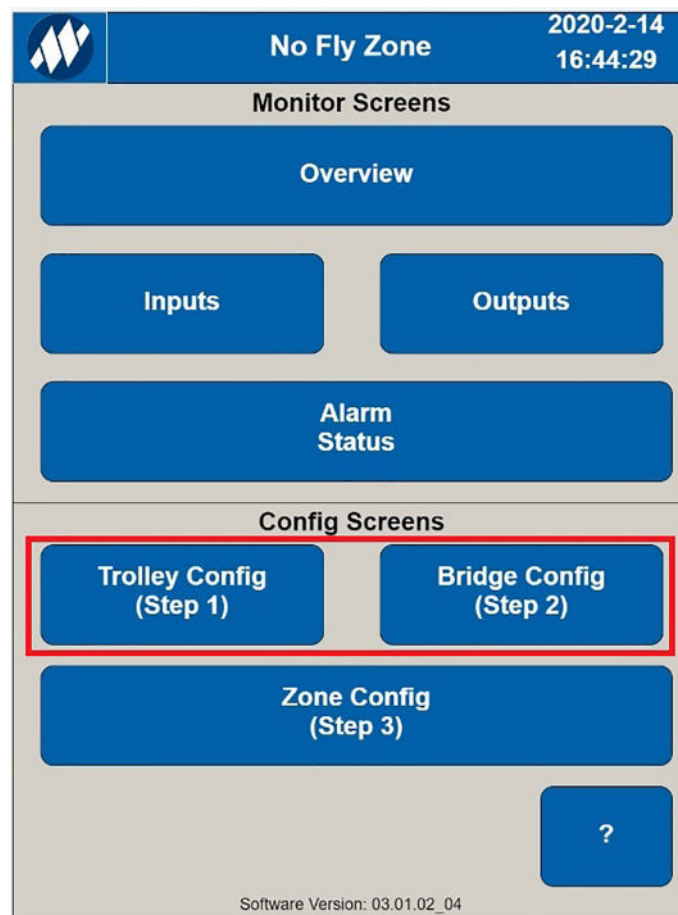 No Fly Zone
2020-2-14
16:44:29
Monitor Screens
Overview
Inputs
Outputs
Alarm
Status
Config Screens
Trolley Config
(Step 1)
Bridge Config
(Step 2)
Zone Config
(Step 3)
?
Software Version: 03.01.02_04